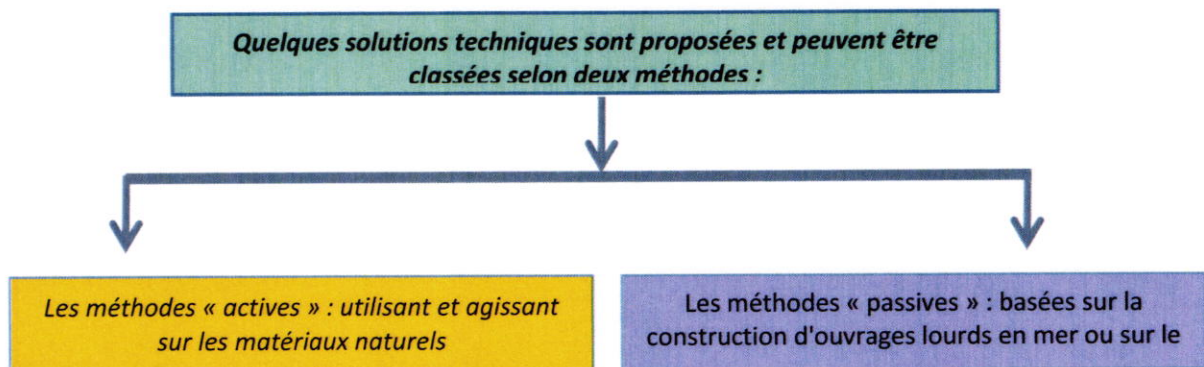 Quelques solutions techniques sont proposées et peuvent être
classées selon deux méthodes :
Les méthodes « actives » : utilisant et agissant
sur les matériaux naturels
Les méthodes « passives » : basées sur la
construction d'ouvrages lourds en mer ou sur le